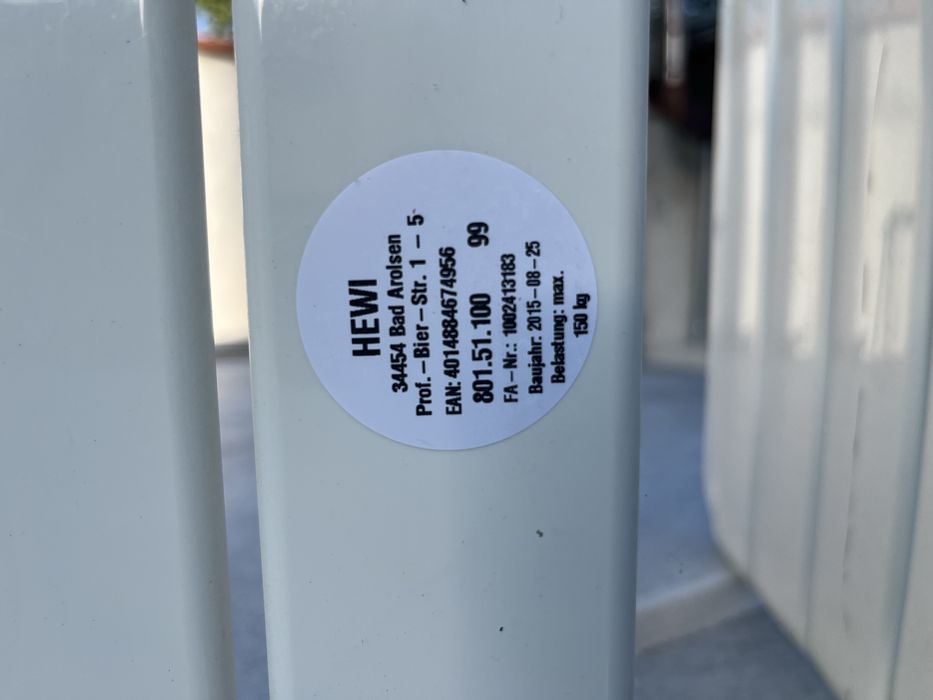 HEWI
34454 Bad Arolsen
Prof.-Bier-Str. 1 - 5
EAN: 4014884674956
801.51.100 99
FA-Nr.: 1002413183
Baujahr: 2015-08-25
Belastung: max.
150 kg